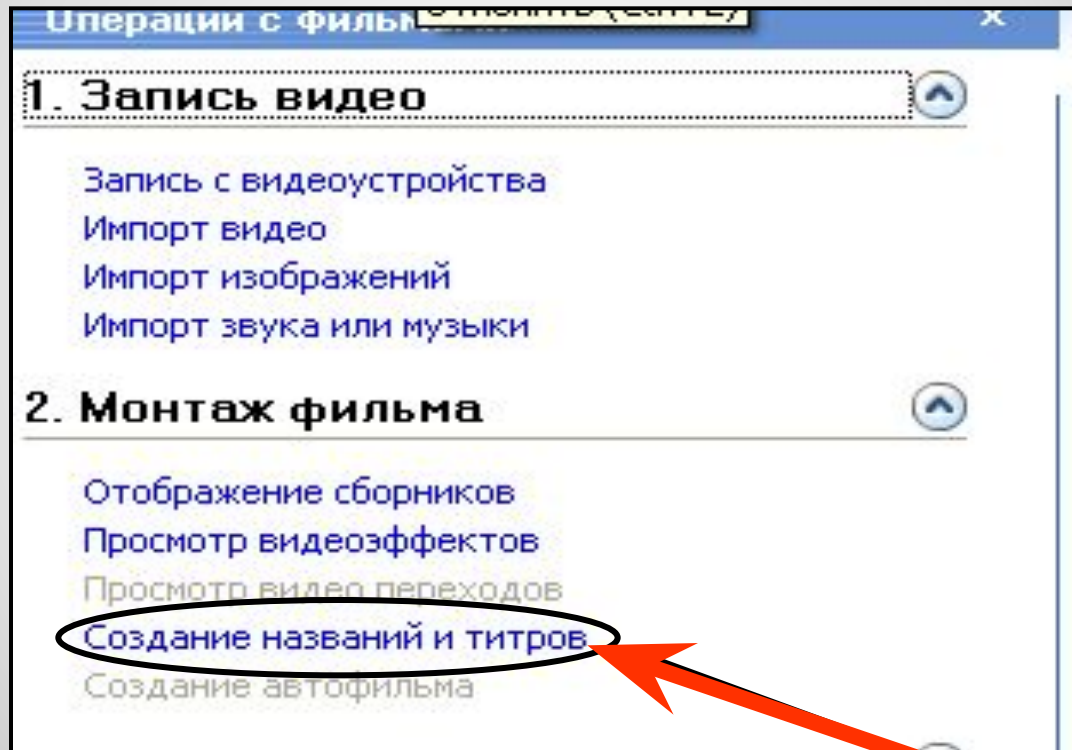 Операции с
1. Запись видео
Запись с видеоустройства
Импорт видео
Импорт изображений
Импорт звука или музыки
2. Монтаж фильма
Отображение сборников
Просмотр видеоэффектов
Просмотр видео переходов
Создание названий и титров
Создание автофильма